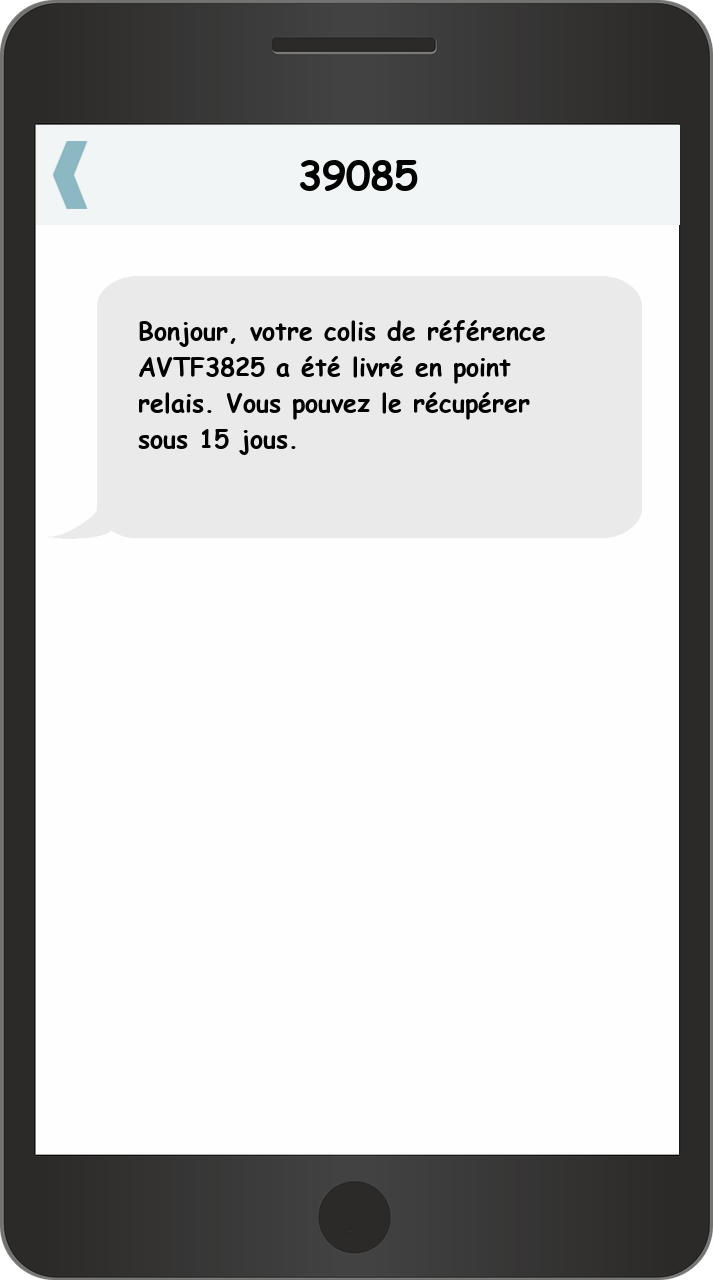 39085
Bonjour, votre colis de référence
AVTF3825 a été livré en point
relais. Vous pouvez le récupérer
sous 15 jous.